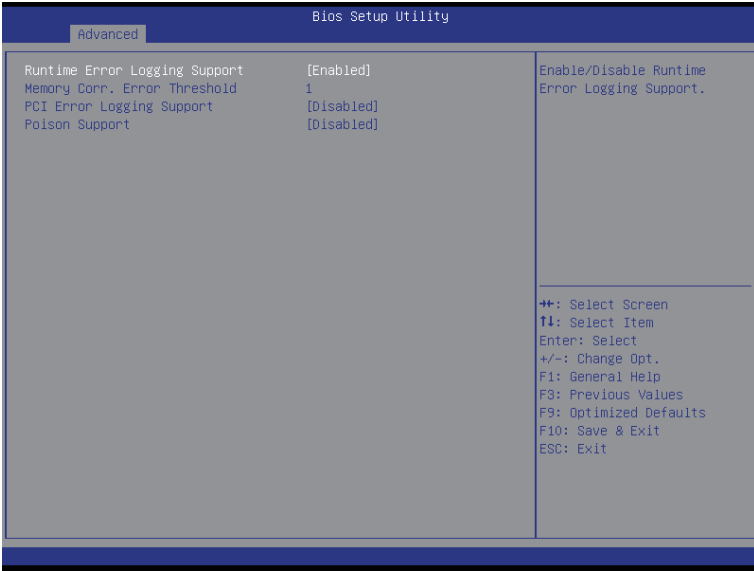 Bios Setup Utility
Advanced
Runtime Error Logging Support [Enabled]
Memory Corr. Error Threshold 1
PCI Error Logging Support [Disabled]
Poison Support [Disabled]
Enable/Disable Runtime
Error Logging Support.
→←: Select Screen
↑↓: Select Item
Enter: Select
+/-: Change Opt.
F1: General Help
F3: Previous Values
F9: Optimized Defaults
F10: Save & Exit
ESC: Exit